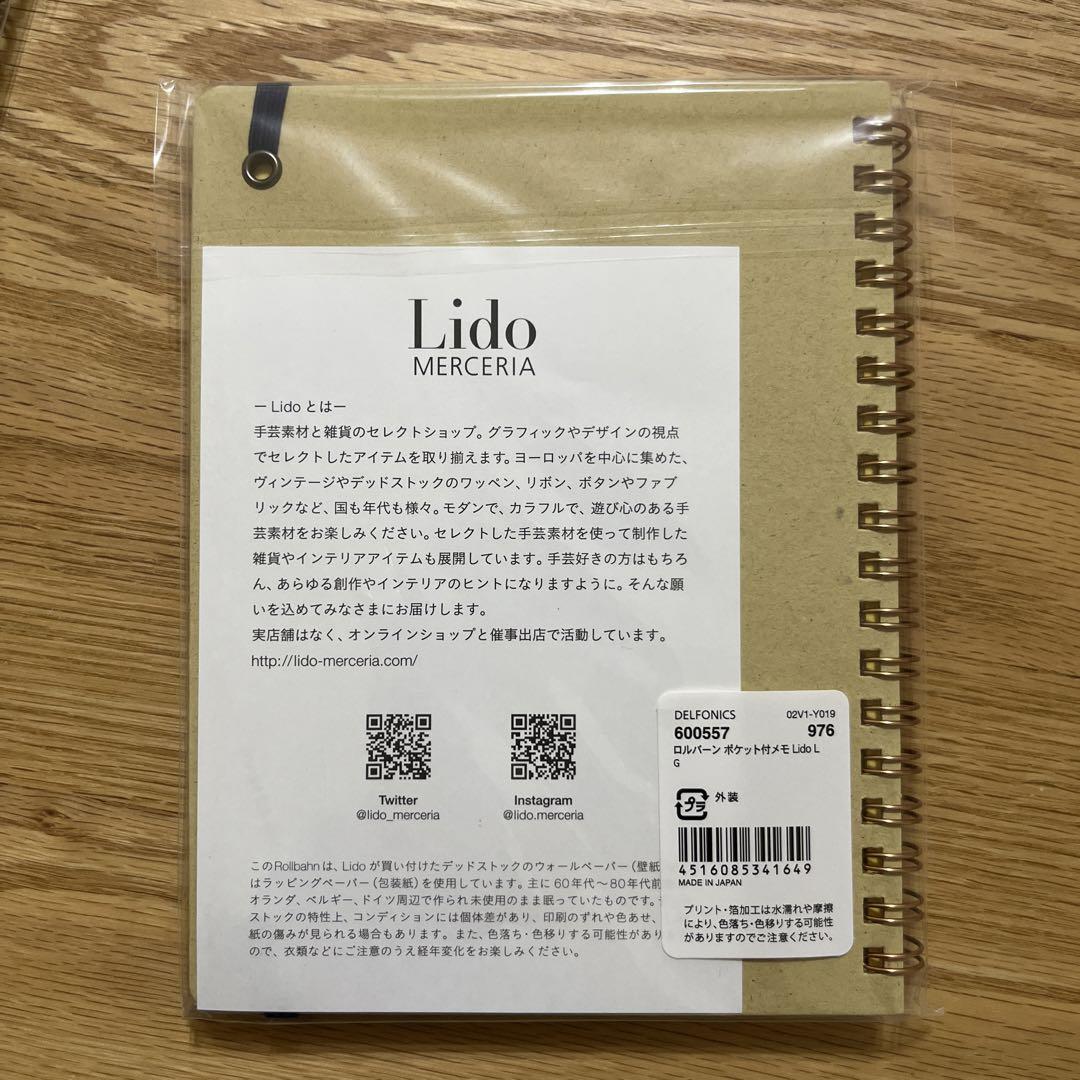 Lido
MERCERIA
— Lido とは—
手芸素材と雑貨のセレクトショップ。グラフィックやデザインの視点
でセレクトしたアイテムを取り揃えます。ヨーロッパを中心に集めた、
ヴィンテージやデッドストックのワッペン、リボン、ボタンやファブ
リックなど、国も年代も様々。モダンで、カラフルで、遊び心のある手
芸素材をお楽しみください。セレクトした手芸素材を使って制作した
雑貨やインテリアアイテムも展開しています。手芸好きの方はもちろ
ん、あらゆる創作やインテリアのヒントになりますように。そんな願
いを込めてみなさまにお届けします。
実店舗はなく、オンラインショップと催事出店で活動しています。
http://lido-merceria.com/
Twitter
@lido_merceria
Instagram
@lido.merceria
このRollbahnは、Lidoが買い付けたデッドストックのウォールペーパー(壁紙
はラッピングペーパー(包装紙)を使用しています。主に60年代〜80年代前
オランダ、ベルギー、ドイツ周辺で作られ未使用のまま眠っていたものです。
ストックの特性上、コンディションには個体差があり、印刷のずれや色あせ、
紙の傷みが見られる場合もあります。また、色落ち・色移りする可能性があり
ので、衣類などにご注意のうえ経年変化をお楽しみください。
DELFONICS 02V1-Y019
600557 976
ロルバーン ポケット付メモ Lido L
G
プラ 外装
4516085341649
MADE IN JAPAN
プリント・箔加工は水濡れや摩擦
により、色落ち・色移りする可能性
がありますのでご注意ください。